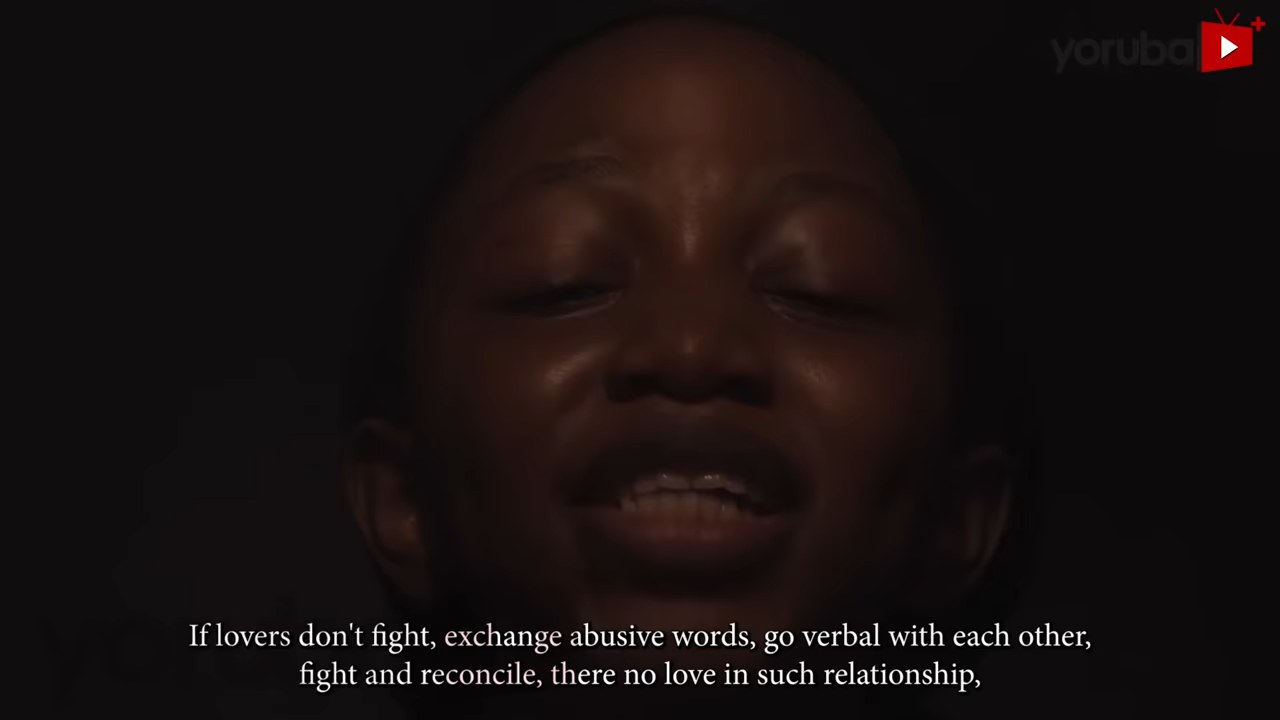 yoruba
If lovers don't fight, exchange abusive words, go verbal with each other,
fight and reconcile, there no love in such relationship,